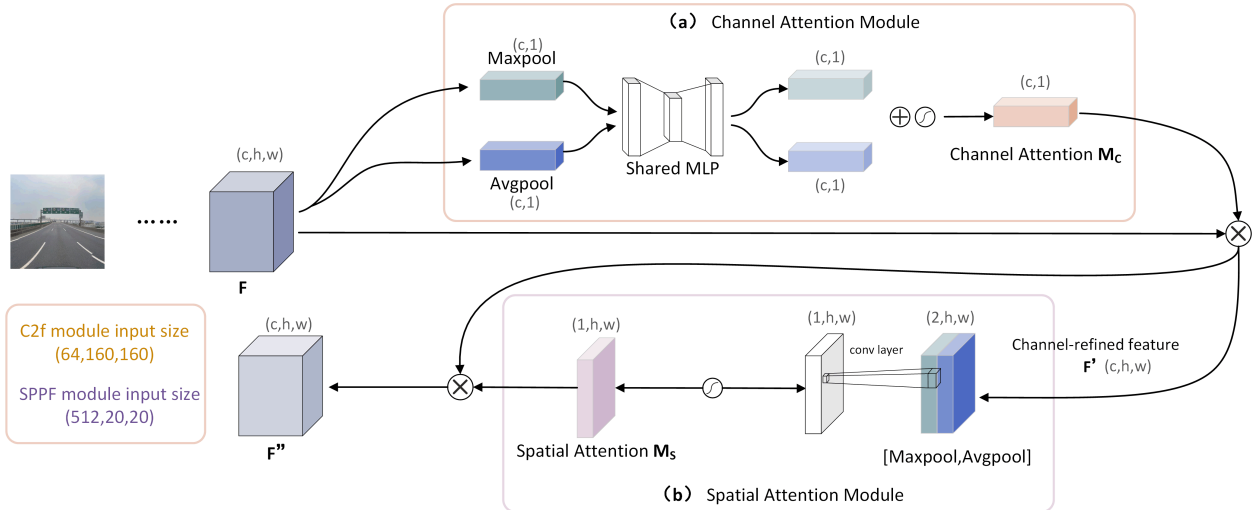 （a） Channel Attention Module
(c,1)
Maxpool
(c,1)
(c,1)
(c,h,w)
Shared MLP
Channel Attention Mc
Avgpool
(c,1)
(c,1)
……
F
C2f module input size
(64,160,160)
SPPF module input size
(512,20,20)
(c,h,w)
F”
(1,h,w)
(1,h,w)
(2,h,w)
conv layer
Channel-refined feature
F’ (c,h,w)
Spatial Attention Ms
[Maxpool,Avgpool]
（b） Spatial Attention Module